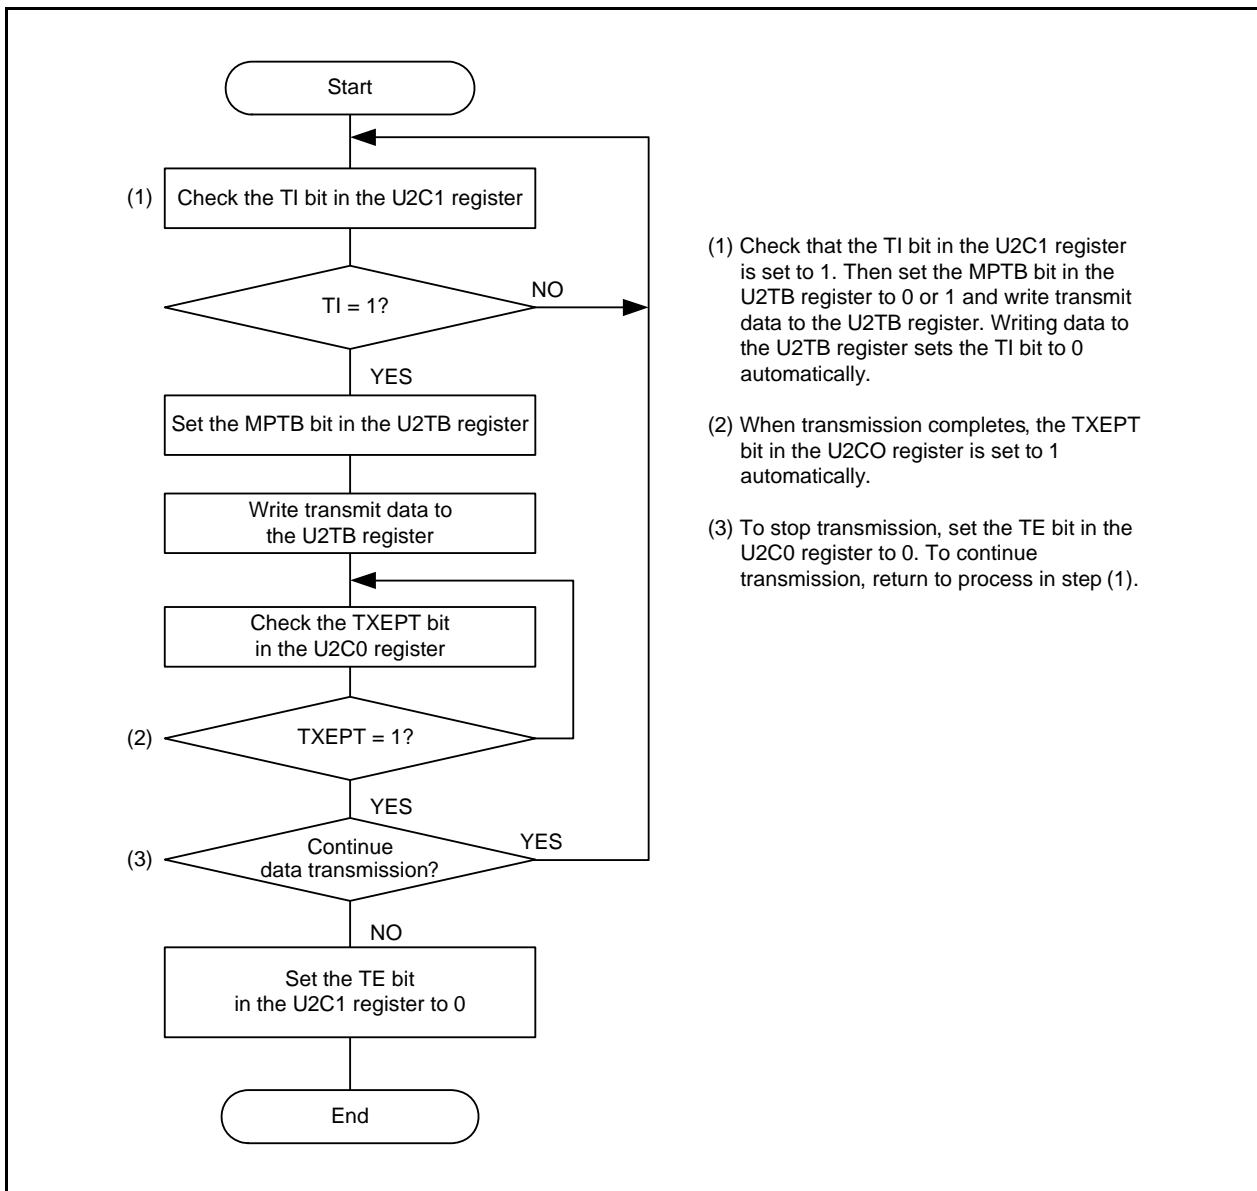 Start
(1)
Check the TI bit in the U2C1 register
TI = 1?
NO
YES
Set the MPTB bit in the U2TB register
Write transmit data to
the U2TB register
Check the TXEPT bit
in the U2C0 register
(2)
TXEPT = 1?
YES
(3)
Continue
data transmission?
YES
NO
Set the TE bit
in the U2C1 register to 0
End
(1) Check that the TI bit in the U2C1 register
is set to 1. Then set the MPTB bit in the
U2TB register to 0 or 1 and write transmit
data to the U2TB register. Writing data to
the U2TB register sets the TI bit to 0
automatically.
(2) When transmission completes, the TXEPT
bit in the U2CO register is set to 1
automatically.
(3) To stop transmission, set the TE bit in the
U2C0 register to 0. To continue
transmission, return to process in step (1).